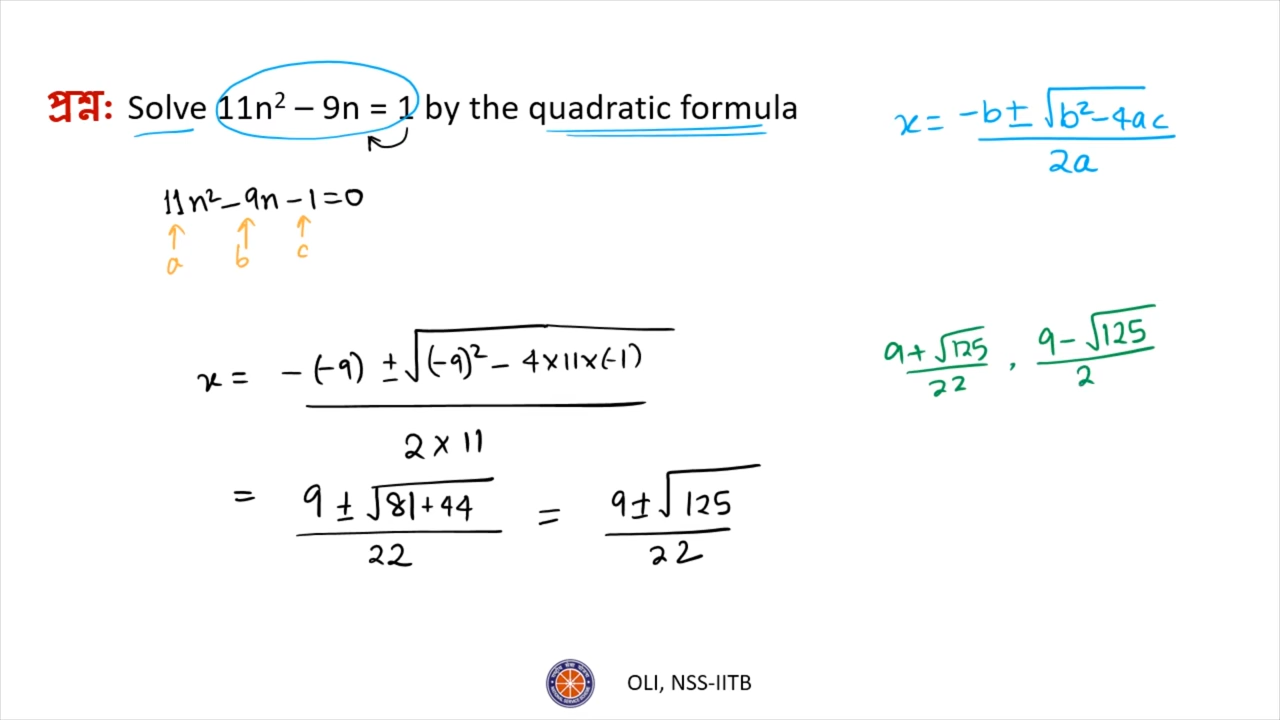 প্রশ্ন: Solve 11n² – 9n = 1 by the quadratic formula
x = -b ± √b² - 4ac
2a
11n² - 9n - 1 = 0
a b c
x = - (-9) ± √(-9)² - 4 × 11 × (-1)
2 × 11
9 + √125 , 9 - √125
22 2
= 9 ± √81 + 44 = 9 ± √125
22 22
OLI, NSS-IITB